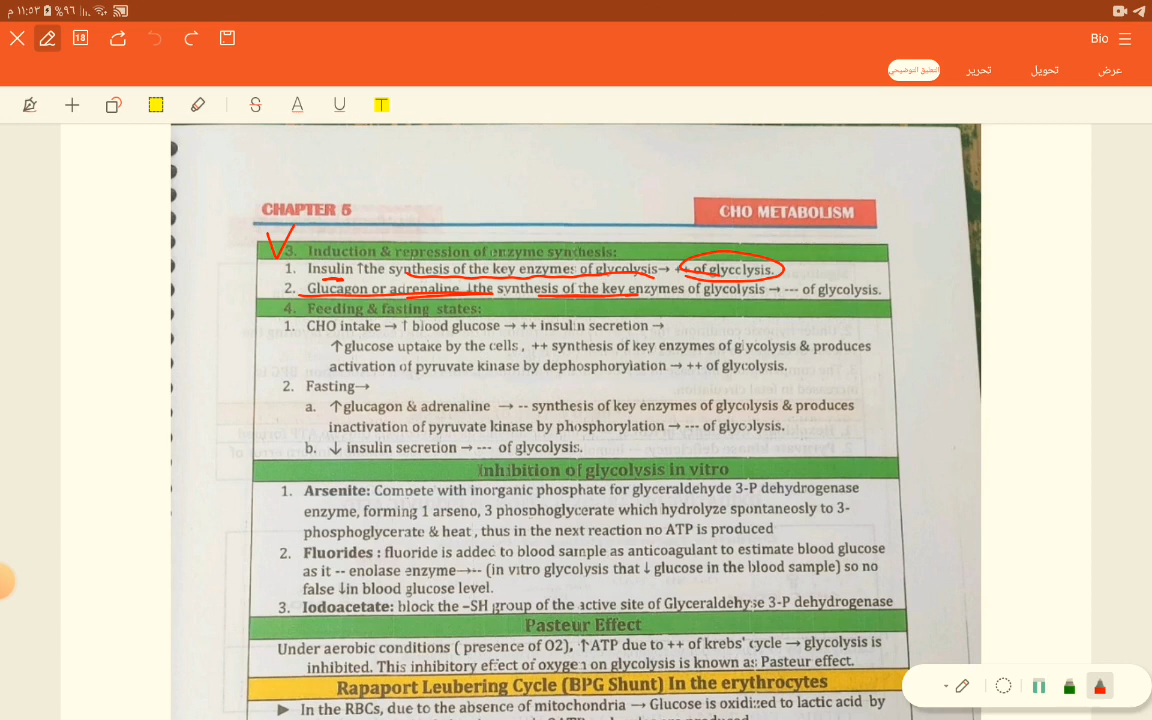 ١١:٥٣ م %٩٦
18
Bio
عرض
تحويل
تحرير
التعليق التوضيحي
CHAPTER 5
CHO METABOLISM
3. Induction & repression of enzyme synthesis:
1. Insulin ↑the synthesis of the key enzymes of glycolysis→ ++ of glycolysis.
2. Glucagon or adrenaline ↓the synthesis of the key enzymes of glycolysis → --- of glycolysis.
4. Feeding & fasting states:
1. CHO intake → ↑ blood glucose → ++ insulin secretion →
↑glucose uptake by the cells, ++ synthesis of key enzymes of glycolysis & produces
activation of pyruvate kinase by dephosphorylation → ++ of glycolysis.
2. Fasting→
a. ↑glucagon & adrenaline → -- synthesis of key enzymes of glycolysis & produces
inactivation of pyruvate kinase by phosphorylation → --- of glycolysis.
b. ↓ insulin secretion → --- of glycolysis.
Inhibition of glycolysis in vitro
1. Arsenite: Compete with inorganic phosphate for glyceraldehyde 3-P dehydrogenase
enzyme, forming 1 arseno, 3 phosphoglycerate which hydrolyze spontaneosly to 3-
phosphoglycerate & heat, thus in the next reaction no ATP is produced
2. Fluorides : fluoride is added to blood sample as anticoagulant to estimate blood glucose
as it -- enolase enzyme→-- (in vitro glycolysis that ↓ glucose in the blood sample) so no
false ↓in blood glucose level.
3. Iodoacetate: block the –SH group of the active site of Glyceraldehyse 3-P dehydrogenase
Pasteur Effect
Under aerobic conditions ( presence of O2), ↑ATP due to ++ of krebs' cycle → glycolysis is
inhibited. This inhibitory effect of oxygen on glycolysis is known as Pasteur effect.
Rapaport Leubering Cycle (BPG Shunt) In the erythrocytes
► In the RBCs, due to the absence of mitochondria → Glucose is oxidized to lactic acid by